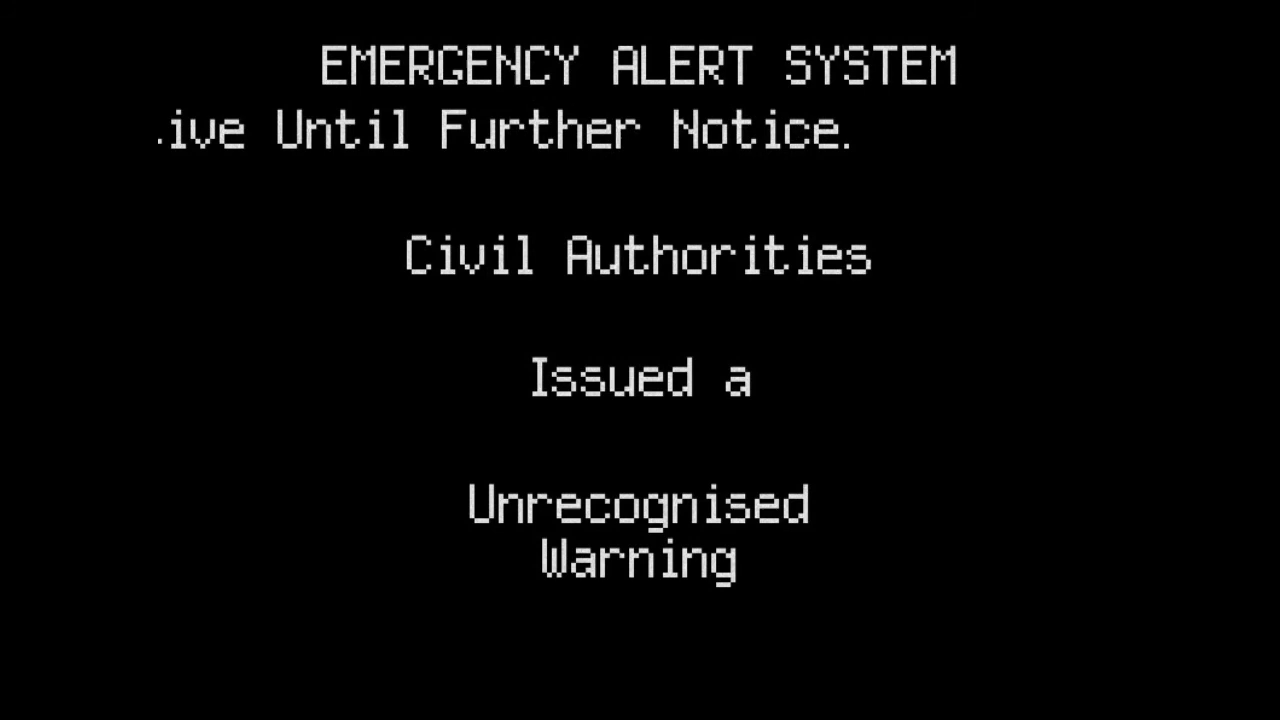 EMERGENCY ALERT SYSTEM
ive Until Further Notice.
Civil Authorities
Issued a
Unrecognised
Warning